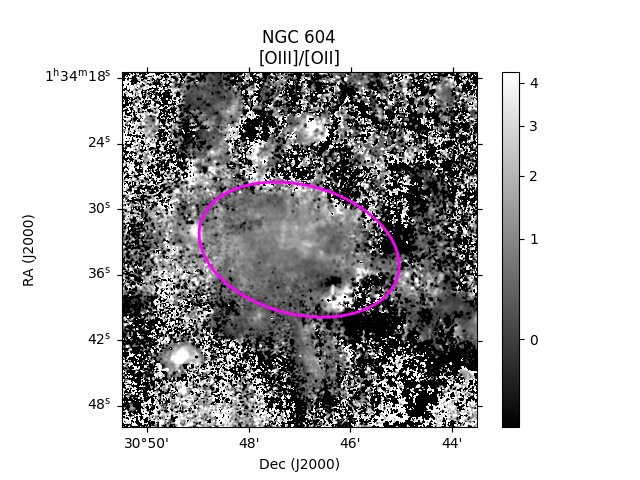 NGC 604
[OIII]/[OII]
1ʰ34ᵐ18ˢ
24ˢ
30ˢ
36ˢ
42ˢ
48ˢ
RA (J2000)
30°50' 48' 46' 44'
Dec (J2000)
4
3
2
1
0